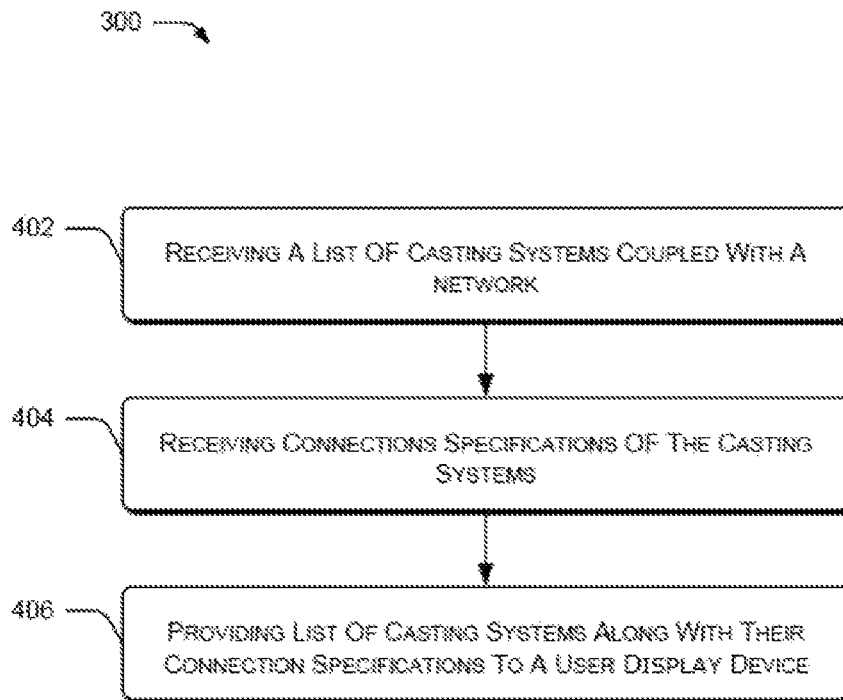 300
402
RECEIVING A LIST OF CASTING SYSTEMS COUPLED WITH A
NETWORK
404
RECEIVING CONNECTIONS SPECIFICATIONS OF THE CASTING
SYSTEMS
406
PROVIDING LIST OF CASTING SYSTEMS ALONG WITH THEIR
CONNECTION SPECIFICATIONS TO A USER DISPLAY DEVICE